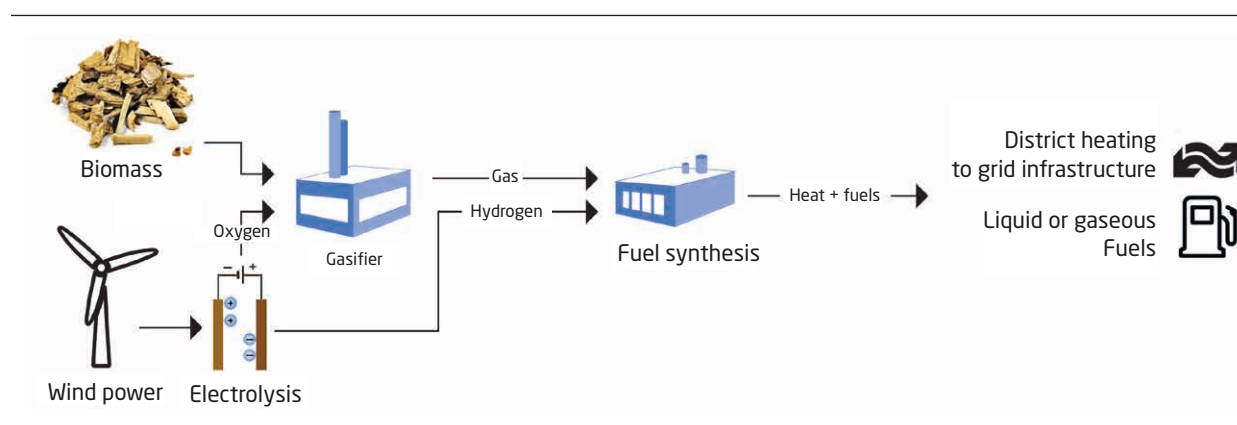 Biomass
Oxygen
Gasifier
Gas
Hydrogen
Fuel synthesis
Heat + fuels
District heating
to grid infrastructure
Liquid or gaseous
Fuels
− +
+
+
−
−
Wind power
Electrolysis